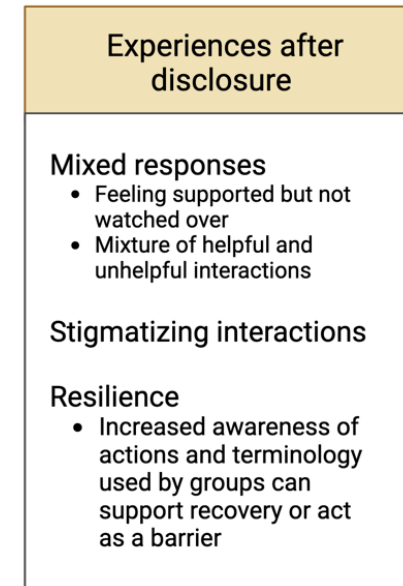 Experiences after
disclosure
Mixed responses
• Feeling supported but not
watched over
• Mixture of helpful and
unhelpful interactions
Stigmatizing interactions
Resilience
• Increased awareness of
actions and terminology
used by groups can
support recovery or act
as a barrier